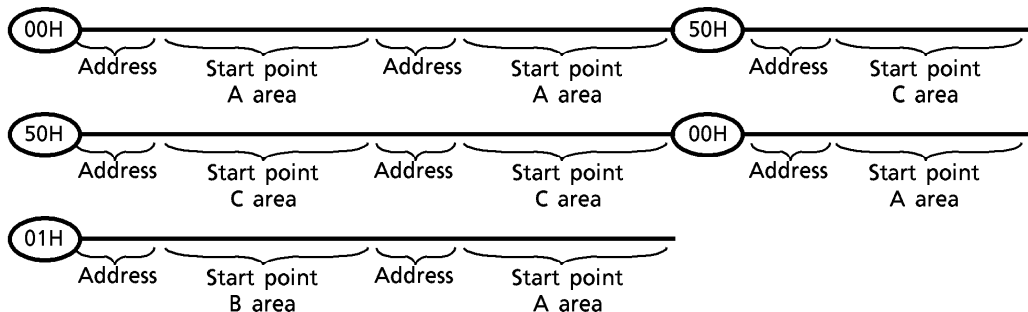 00H 50H
Address Start point Address Start point Address Start point
A area A area C area
50H 00H
Address Start point Address Start point Address Start point
C area C area A area
01H
Address Start point Address Start point
B area A area